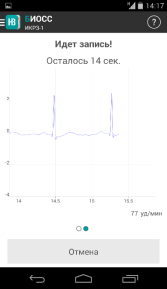 14:17
Ю
БИОСС
ИКРЗ-1
?
Идет запись!
Осталось 14 сек.
2
0
-2
-4
14 14.5 15 15.5
77 уд/мин
Отмена